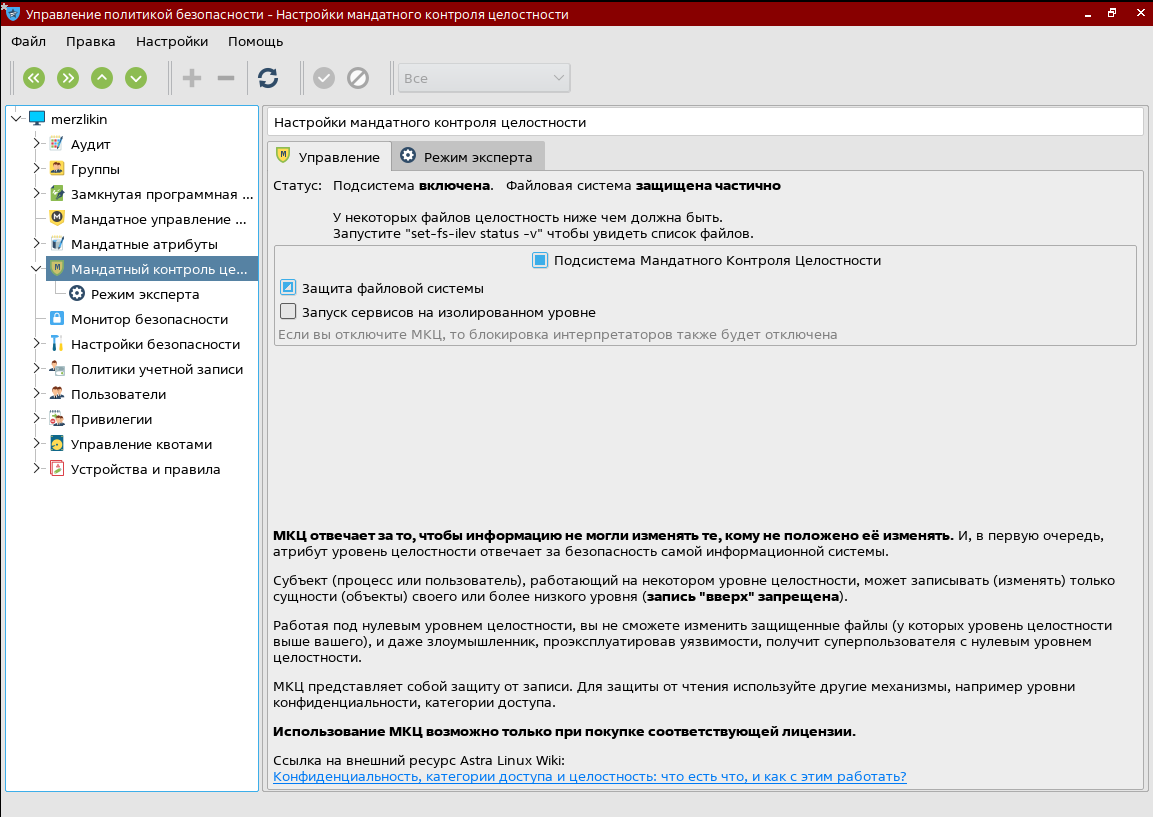 Управление политикой безопасности - Настройки мандатного контроля целостности
Файл Правка Настройки Помощь
Все
merzlikin
Аудит
Группы
Замкнутая программная ...
Мандатное управление ...
Мандатные атрибуты
Мандатный контроль це...
Режим эксперта
Монитор безопасности
Настройки безопасности
Политики учетной записи
Пользователи
Привилегии
Управление квотами
Устройства и правила
Настройки мандатного контроля целостности
Управление Режим эксперта
Статус: Подсистема включена. Файловая система защищена частично
У некоторых файлов целостность ниже чем должна быть.
Запустите "set-fs-ilev status -v" чтобы увидеть список файлов.
Подсистема Мандатного Контроля Целостности
Защита файловой системы
Запуск сервисов на изолированном уровне
Если вы отключите МКЦ, то блокировка интерпретаторов также будет отключена
МКЦ отвечает за то, чтобы информацию не могли изменять те, кому не положено её изменять. И, в первую очередь,
атрибут уровень целостности отвечает за безопасность самой информационной системы.
Субъект (процесс или пользователь), работающий на некотором уровне целостности, может записывать (изменять) только
сущности (объекты) своего или более низкого уровня (запись "вверх" запрещена).
Работая под нулевым уровнем целостности, вы не сможете изменить защищенные файлы (у которых уровень целостности
выше вашего), и даже злоумышленник, проэксплуатировав уязвимости, получит суперпользователя с нулевым уровнем
целостности.
МКЦ представляет собой защиту от записи. Для защиты от чтения используйте другие механизмы, например уровни
конфиденциальности, категории доступа.
Использование МКЦ возможно только при покупке соответствующей лицензии.
Ссылка на внешний ресурс Astra Linux Wiki:
Конфиденциальность, категории доступа и целостность: что есть что, и как с этим работать?